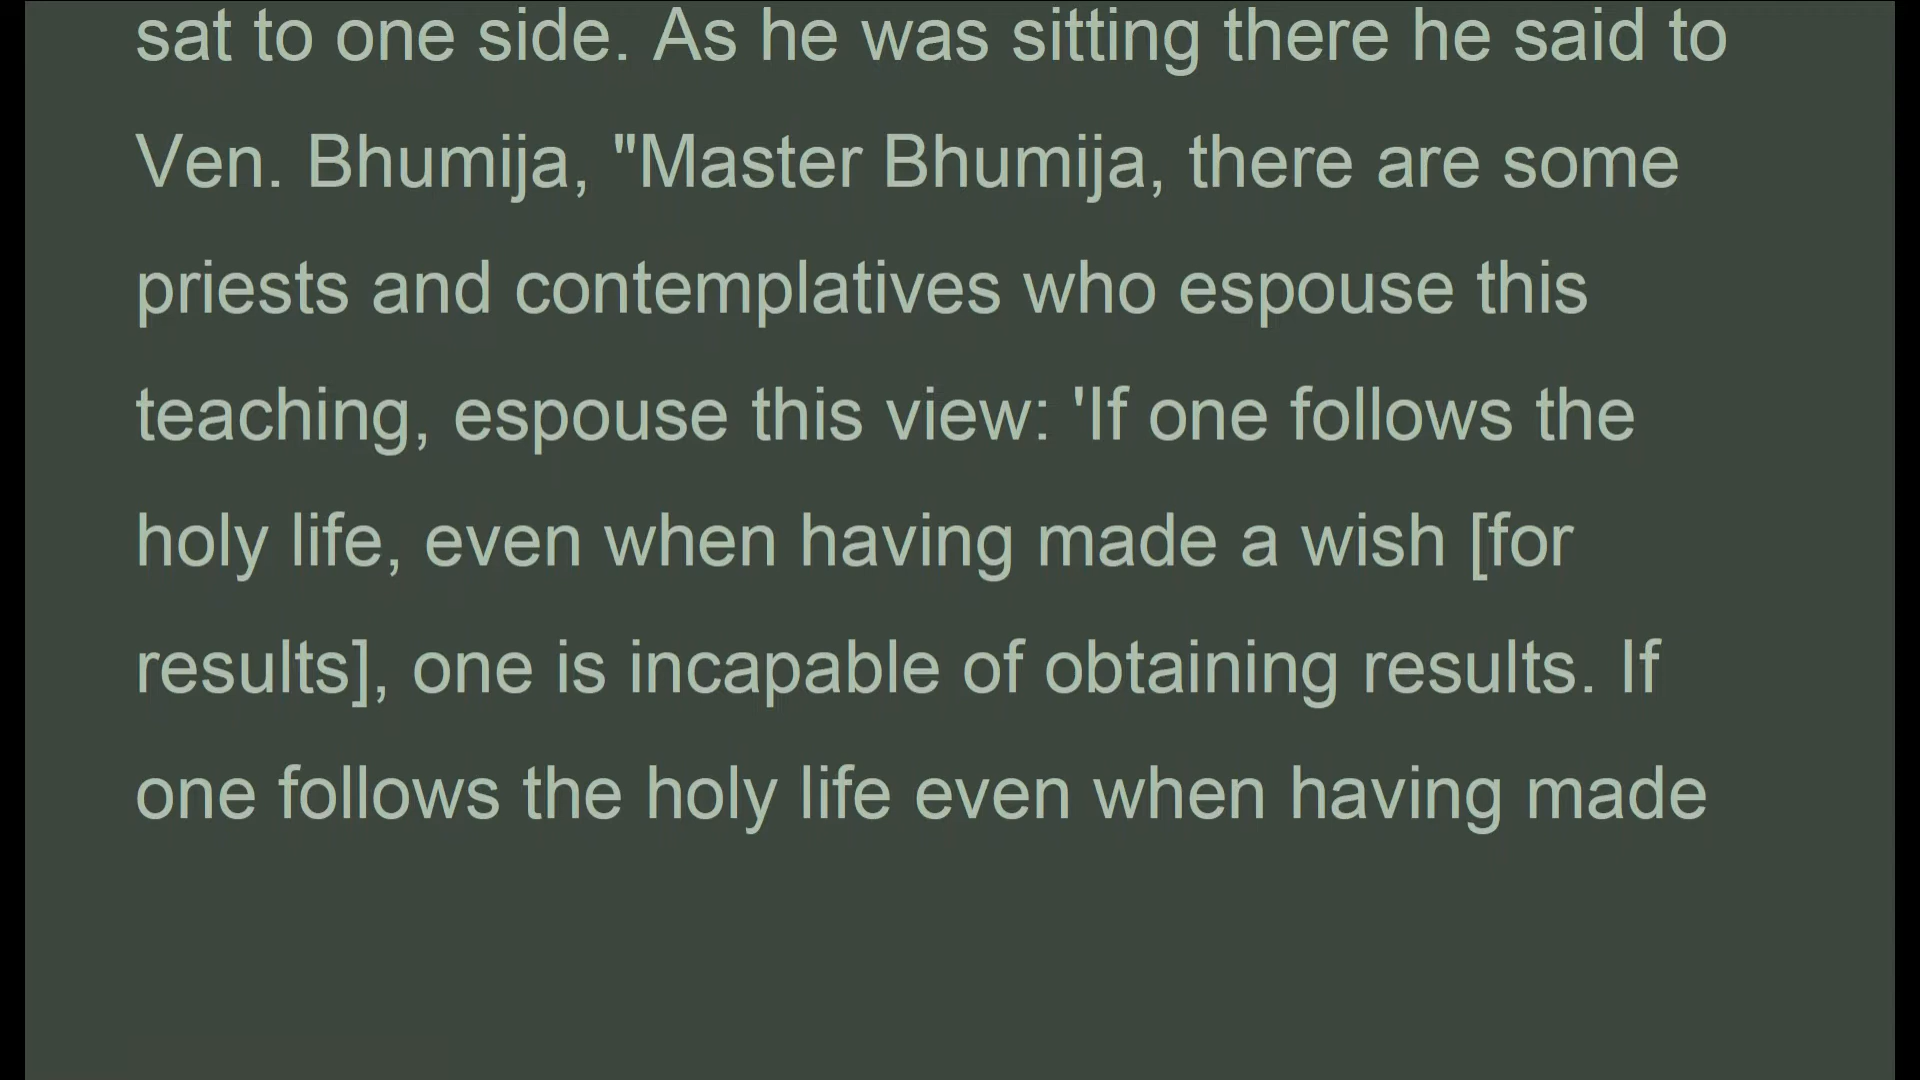 sat to one side. As he was sitting there he said to
Ven. Bhumija, "Master Bhumija, there are some
priests and contemplatives who espouse this
teaching, espouse this view: 'If one follows the
holy life, even when having made a wish [for
results], one is incapable of obtaining results. If
one follows the holy life even when having made